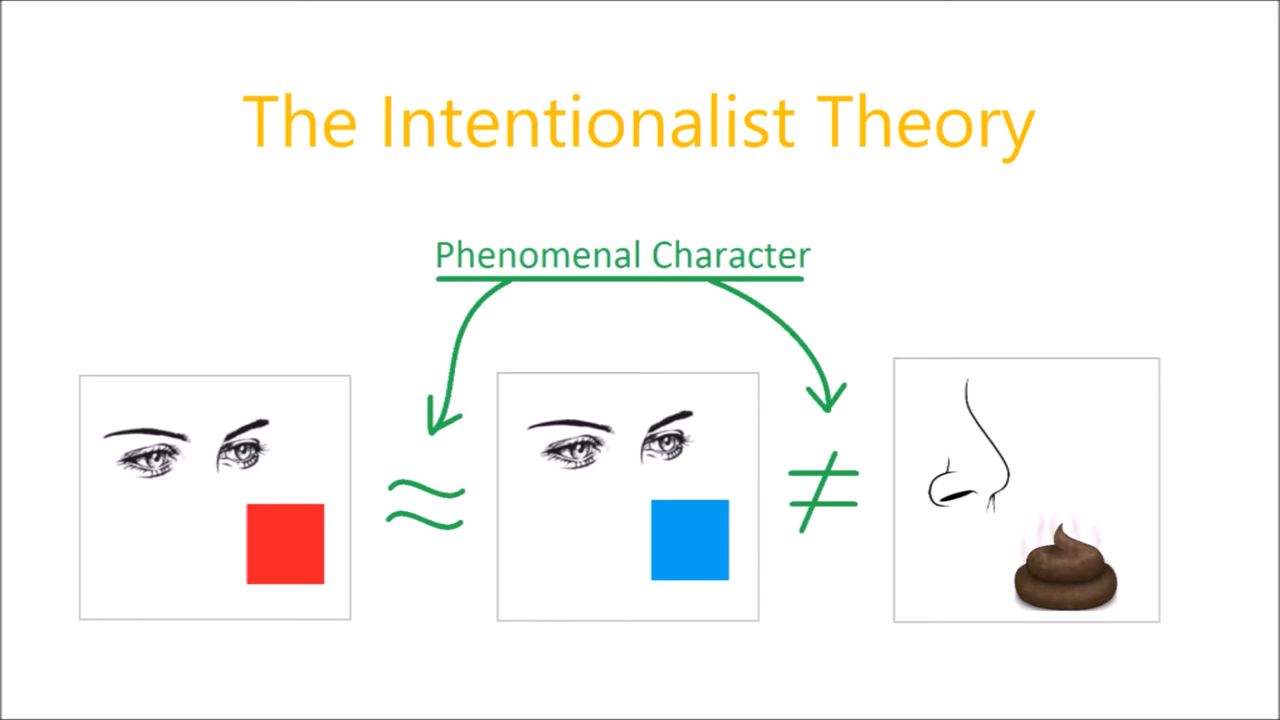 The Intentionalist Theory
Phenomenal Character
≈
≠